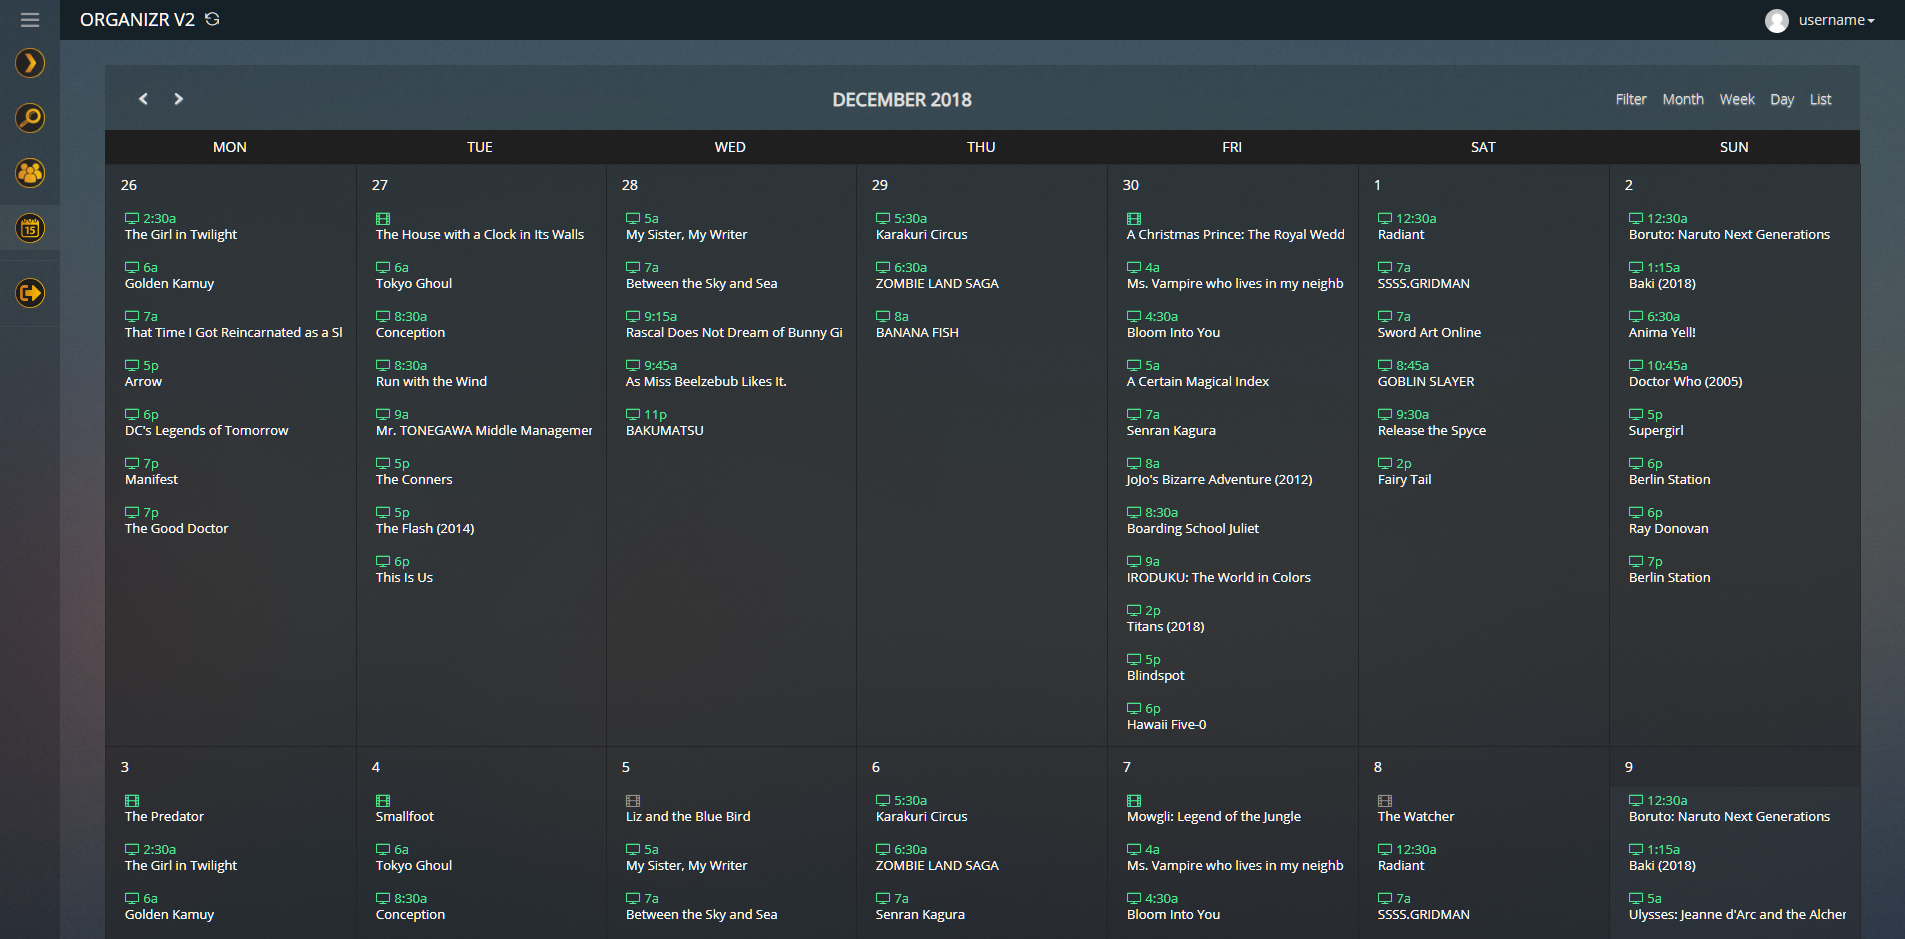 ORGANIZR V2
username
DECEMBER 2018
Filter Month Week Day List
MON TUE WED THU FRI SAT SUN
26
2:30a
The Girl in Twilight
6a
Golden Kamuy
7a
That Time I Got Reincarnated as a Sl
5p
Arrow
6p
DC's Legends of Tomorrow
7p
Manifest
7p
The Good Doctor
27
The House with a Clock in Its Walls
6a
Tokyo Ghoul
8:30a
Conception
8:30a
Run with the Wind
9a
Mr. TONEGAWA Middle Managemen
5p
The Conners
5p
The Flash (2014)
6p
This Is Us
28
5a
My Sister, My Writer
7a
Between the Sky and Sea
9:15a
Rascal Does Not Dream of Bunny Gi
9:45a
As Miss Beelzebub Likes It.
11p
BAKUMATSU
29
5:30a
Karakuri Circus
6:30a
ZOMBIE LAND SAGA
8a
BANANA FISH
30
A Christmas Prince: The Royal Wedd
4a
Ms. Vampire who lives in my neighb
4:30a
Bloom Into You
5a
A Certain Magical Index
7a
Senran Kagura
8a
JoJo's Bizarre Adventure (2012)
8:30a
Boarding School Juliet
9a
IRODUKU: The World in Colors
2p
Titans (2018)
5p
Blindspot
6p
Hawaii Five-0
1
12:30a
Radiant
7a
SSSS.GRIDMAN
7a
Sword Art Online
8:45a
GOBLIN SLAYER
9:30a
Release the Spyce
2p
Fairy Tail
2
12:30a
Boruto: Naruto Next Generations
1:15a
Baki (2018)
6:30a
Anima Yell!
10:45a
Doctor Who (2005)
5p
Supergirl
6p
Berlin Station
6p
Ray Donovan
7p
Berlin Station
3
The Predator
2:30a
The Girl in Twilight
6a
Golden Kamuy
4
Smallfoot
6a
Tokyo Ghoul
8:30a
Conception
5
Liz and the Blue Bird
5a
My Sister, My Writer
7a
Between the Sky and Sea
6
5:30a
Karakuri Circus
6:30a
ZOMBIE LAND SAGA
7a
Senran Kagura
7
Mowgli: Legend of the Jungle
4a
Ms. Vampire who lives in my neighb
4:30a
Bloom Into You
8
The Watcher
12:30a
Radiant
7a
SSSS.GRIDMAN
9
12:30a
Boruto: Naruto Next Generations
1:15a
Baki (2018)
5a
Ulysses: Jeanne d'Arc and the Alcher
15